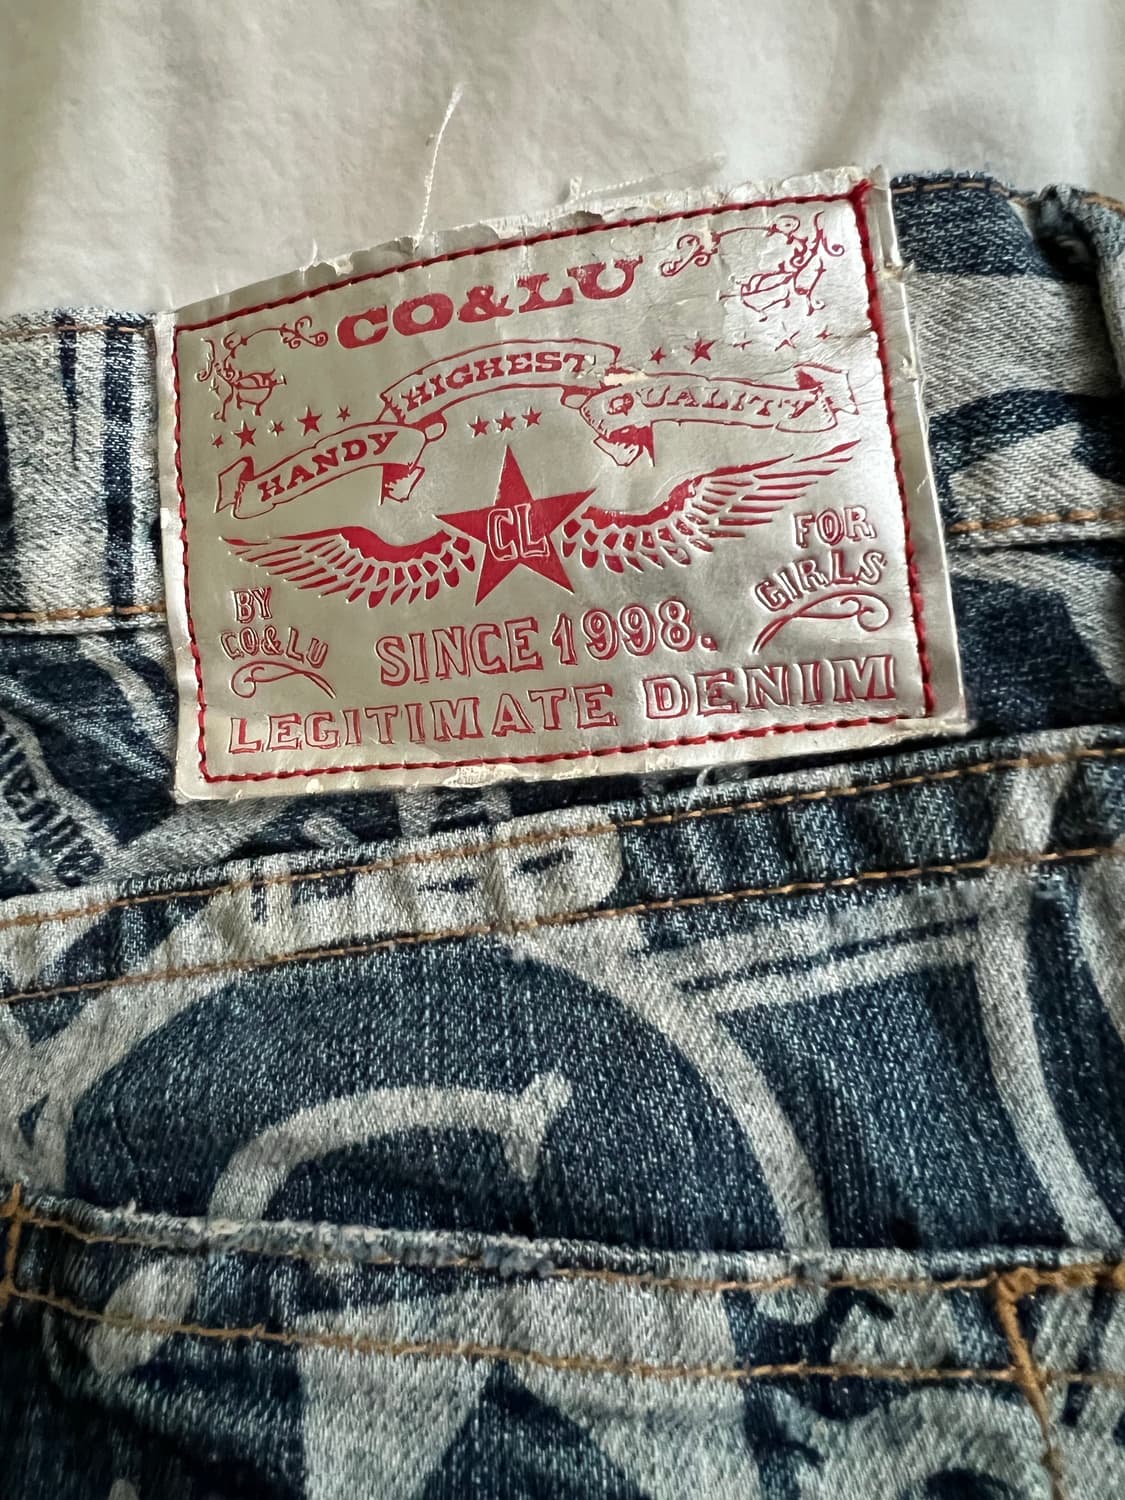 CO&LU
HANDY HIGHEST QUALITY
CL
BY
CO&LU
FOR
GIRLS
SINCE 1998.
LEGITIMATE DENIM